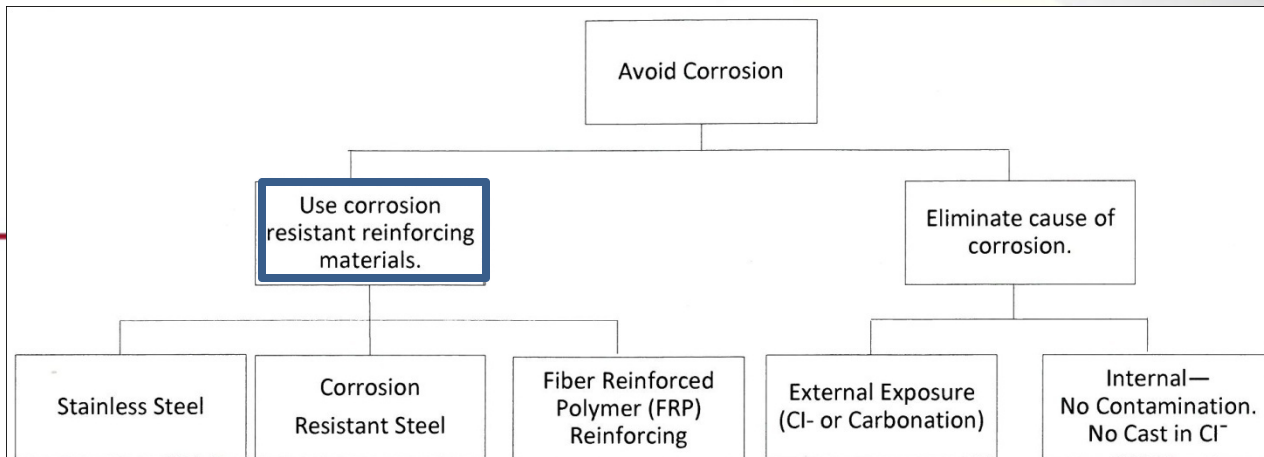 Avoid Corrosion
Use corrosion
resistant reinforcing
materials.
Eliminate cause of
corrosion.
Stainless Steel
Corrosion
Resistant Steel
Fiber Reinforced
Polymer (FRP)
Reinforcing
External Exposure
(Cl- or Carbonation)
Internal—
No Contamination.
No Cast in Cl⁻